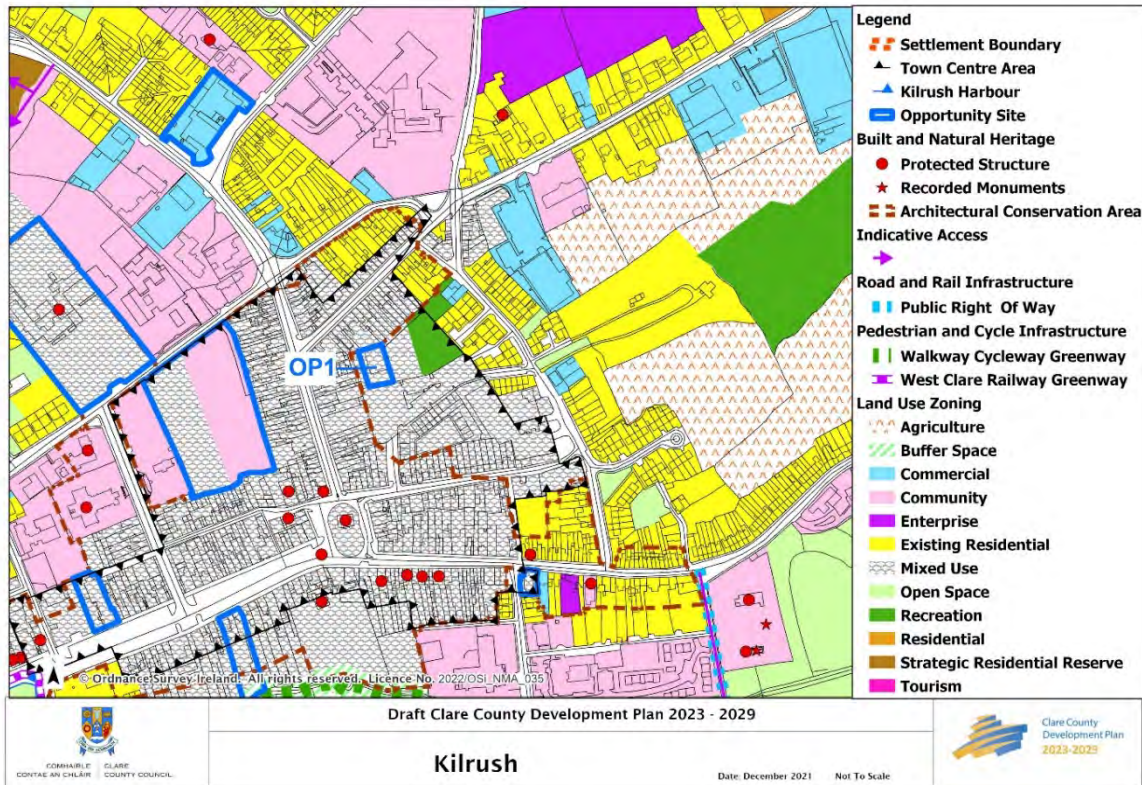 OP1
© Ordnance Survey Ireland. All rights reserved. Licence No. 2022/OSi_NMA_035
Legend
Settlement Boundary
Town Centre Area
Kilrush Harbour
Opportunity Site
Built and Natural Heritage
Protected Structure
Recorded Monuments
Architectural Conservation Area
Indicative Access
Road and Rail Infrastructure
Public Right Of Way
Pedestrian and Cycle Infrastructure
Walkway Cycleway Greenway
West Clare Railway Greenway
Land Use Zoning
Agriculture
Buffer Space
Commercial
Community
Enterprise
Existing Residential
Mixed Use
Open Space
Recreation
Residential
Strategic Residential Reserve
Tourism
COMHAIRLE CLARE
CONTAE AN CHLÁIR COUNTY COUNCIL
Draft Clare County Development Plan 2023 - 2029
Kilrush
Date: December 2021 Not To Scale
Clare County
Development Plan
2023-2029